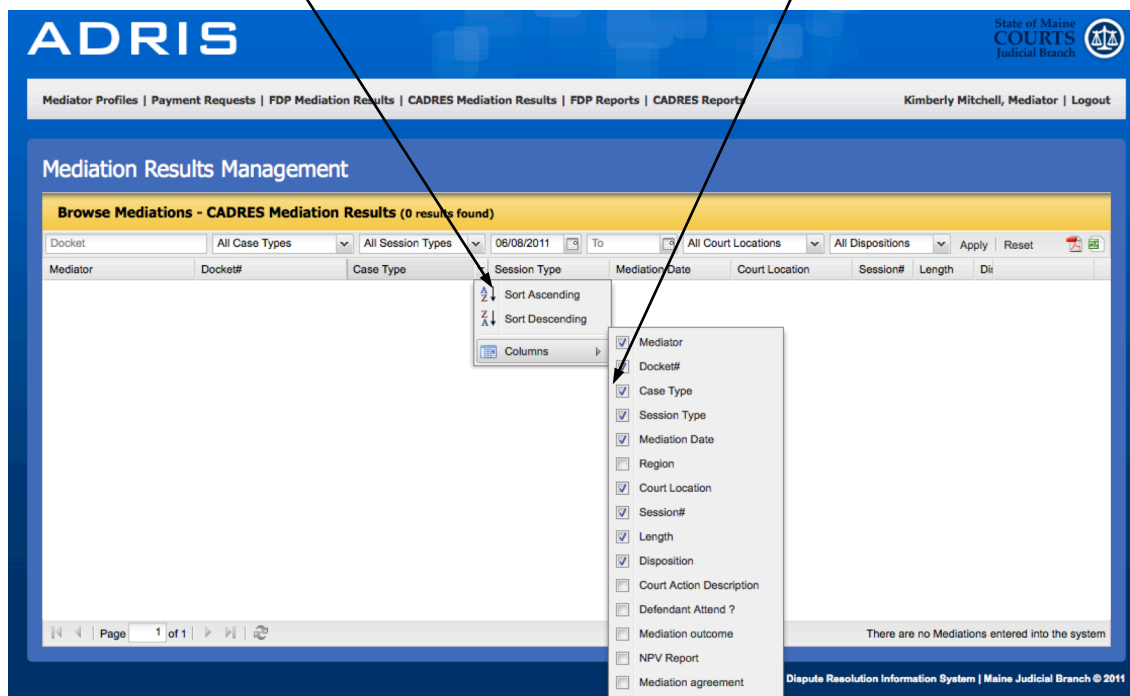 ADRIS
State of Maine
COURTS
Judicial Branch
Mediator Profiles | Payment Requests | FDP Mediation Results | CADRES Mediation Results | FDP Reports | CADRES Reports
Kimberly Mitchell, Mediator | Logout
Mediation Results Management
Browse Mediations - CADRES Mediation Results (0 results found)
Docket All Case Types All Session Types 06/08/2011 To All Court Locations All Dispositions Apply | Reset
Mediator Docket# Case Type Session Type Mediation Date Court Location Session# Length Dis
Sort Ascending
Sort Descending
Columns
Mediator
Docket#
Case Type
Session Type
Mediation Date
Region
Court Location
Session#
Length
Disposition
Court Action Description
Defendant Attend ?
Mediation outcome
NPV Report
Mediation agreement
Page 1 of 1
There are no Mediations entered into the system
Dispute Resolution Information System | Maine Judicial Branch © 2011